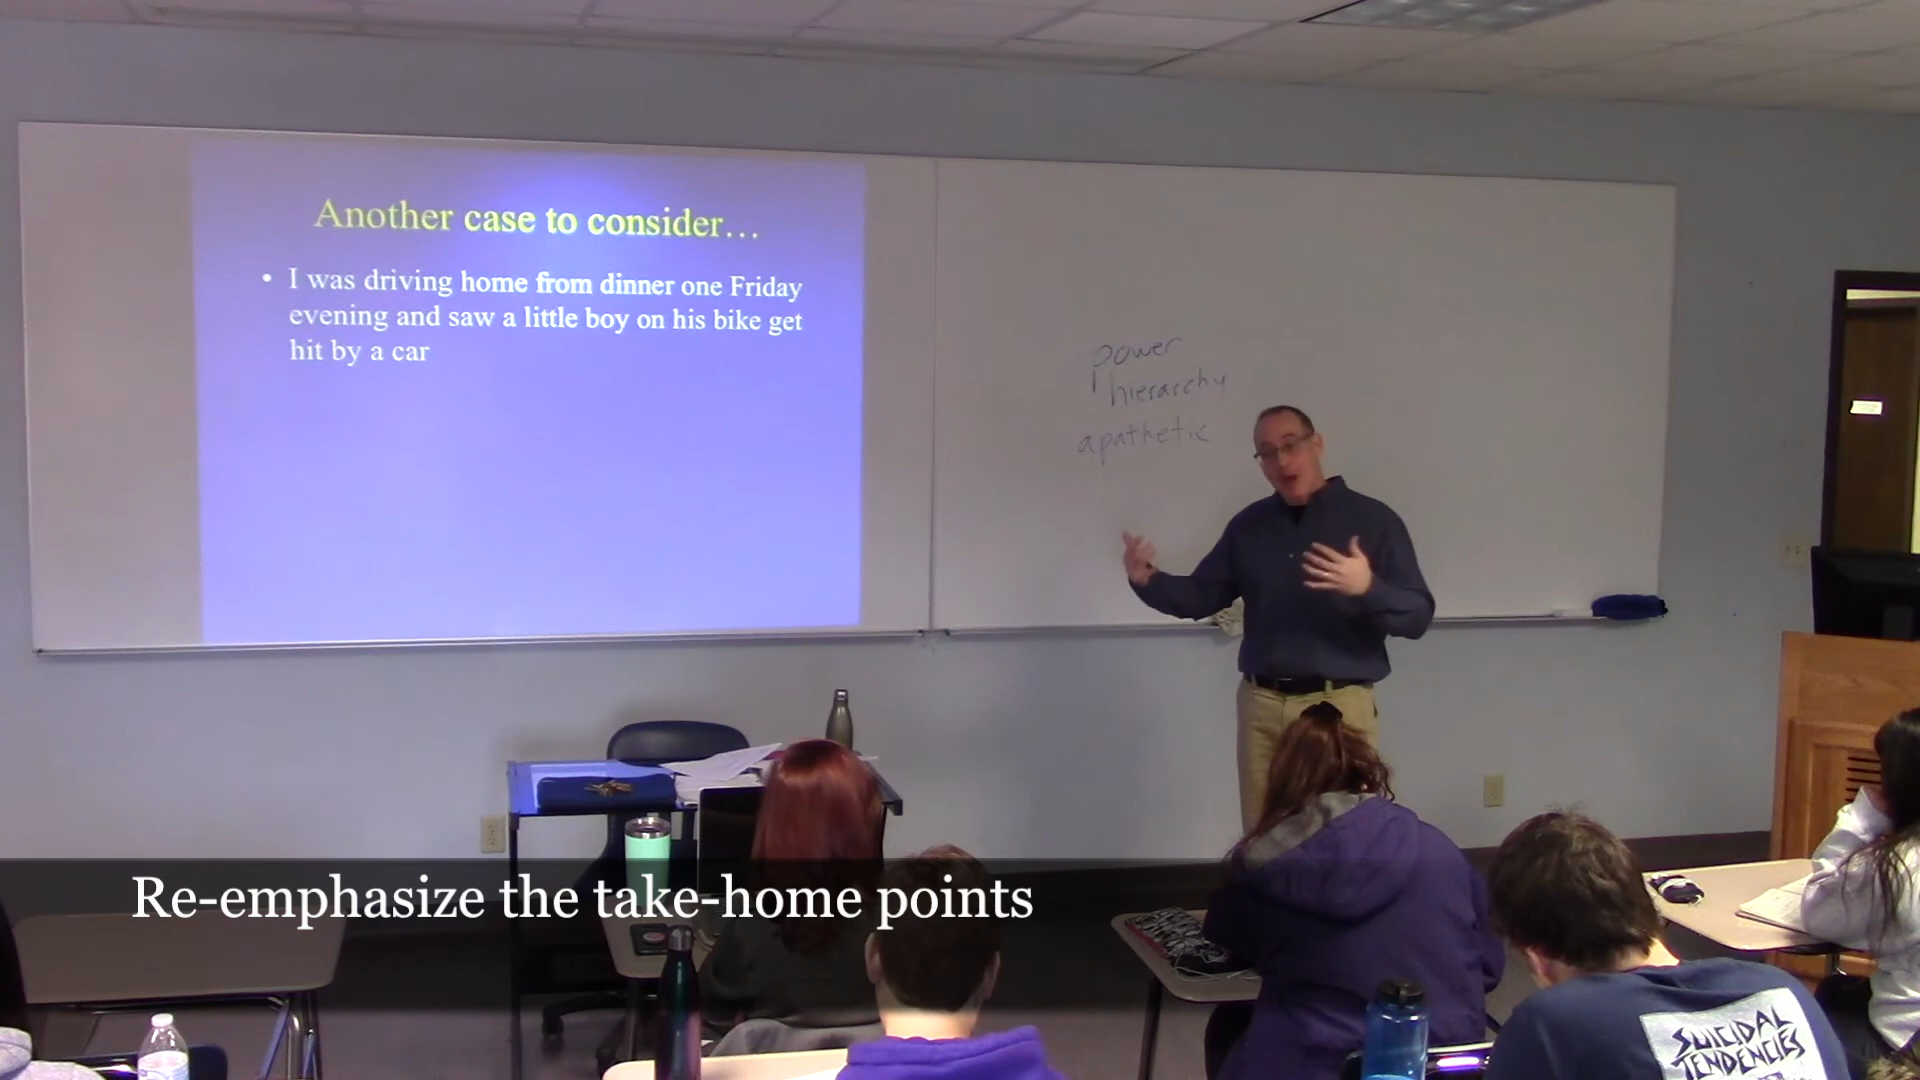 Another case to consider…
• I was driving home from dinner one Friday
evening and saw a little boy on his bike get
hit by a car
power
hierarchy
apathetic
Re-emphasize the take-home points
SUICIDAL
TENDENCIES